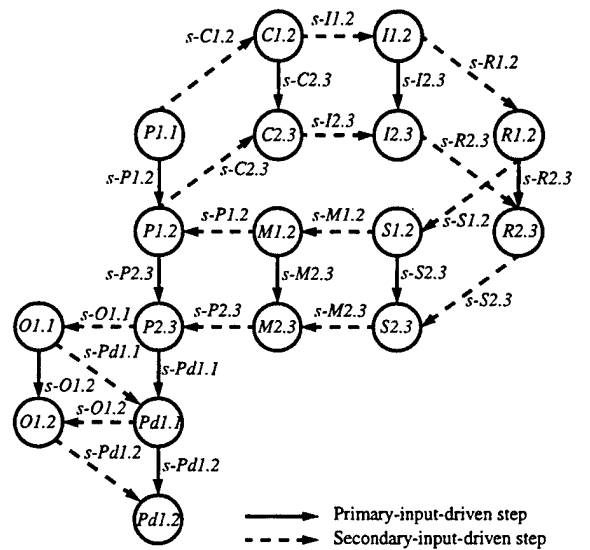 s-I1.2
s-C1.2 C1.2 I1.2 s-R1.2
s-C2.3 s-I2.3
P1.1 C2.3 s-I2.3 I2.3 s-R2.3 R1.2
s-P1.2 s-C2.3 s-R2.3
s-P1.2 s-M1.2 s-S1.2
P1.2 M1.2 S1.2 R2.3
s-P2.3 s-M2.3 s-S2.3
s-O1.1 s-P2.3 s-M2.3 s-S2.3
O1.1 P2.3 M2.3 S2.3
s-Pd1.1 s-Pd1.1
s-O1.2 s-O1.2
O1.2 Pd1.1
s-Pd1.2 s-Pd1.2
Pd1.2 Primary-input-driven step
Secondary-input-driven step